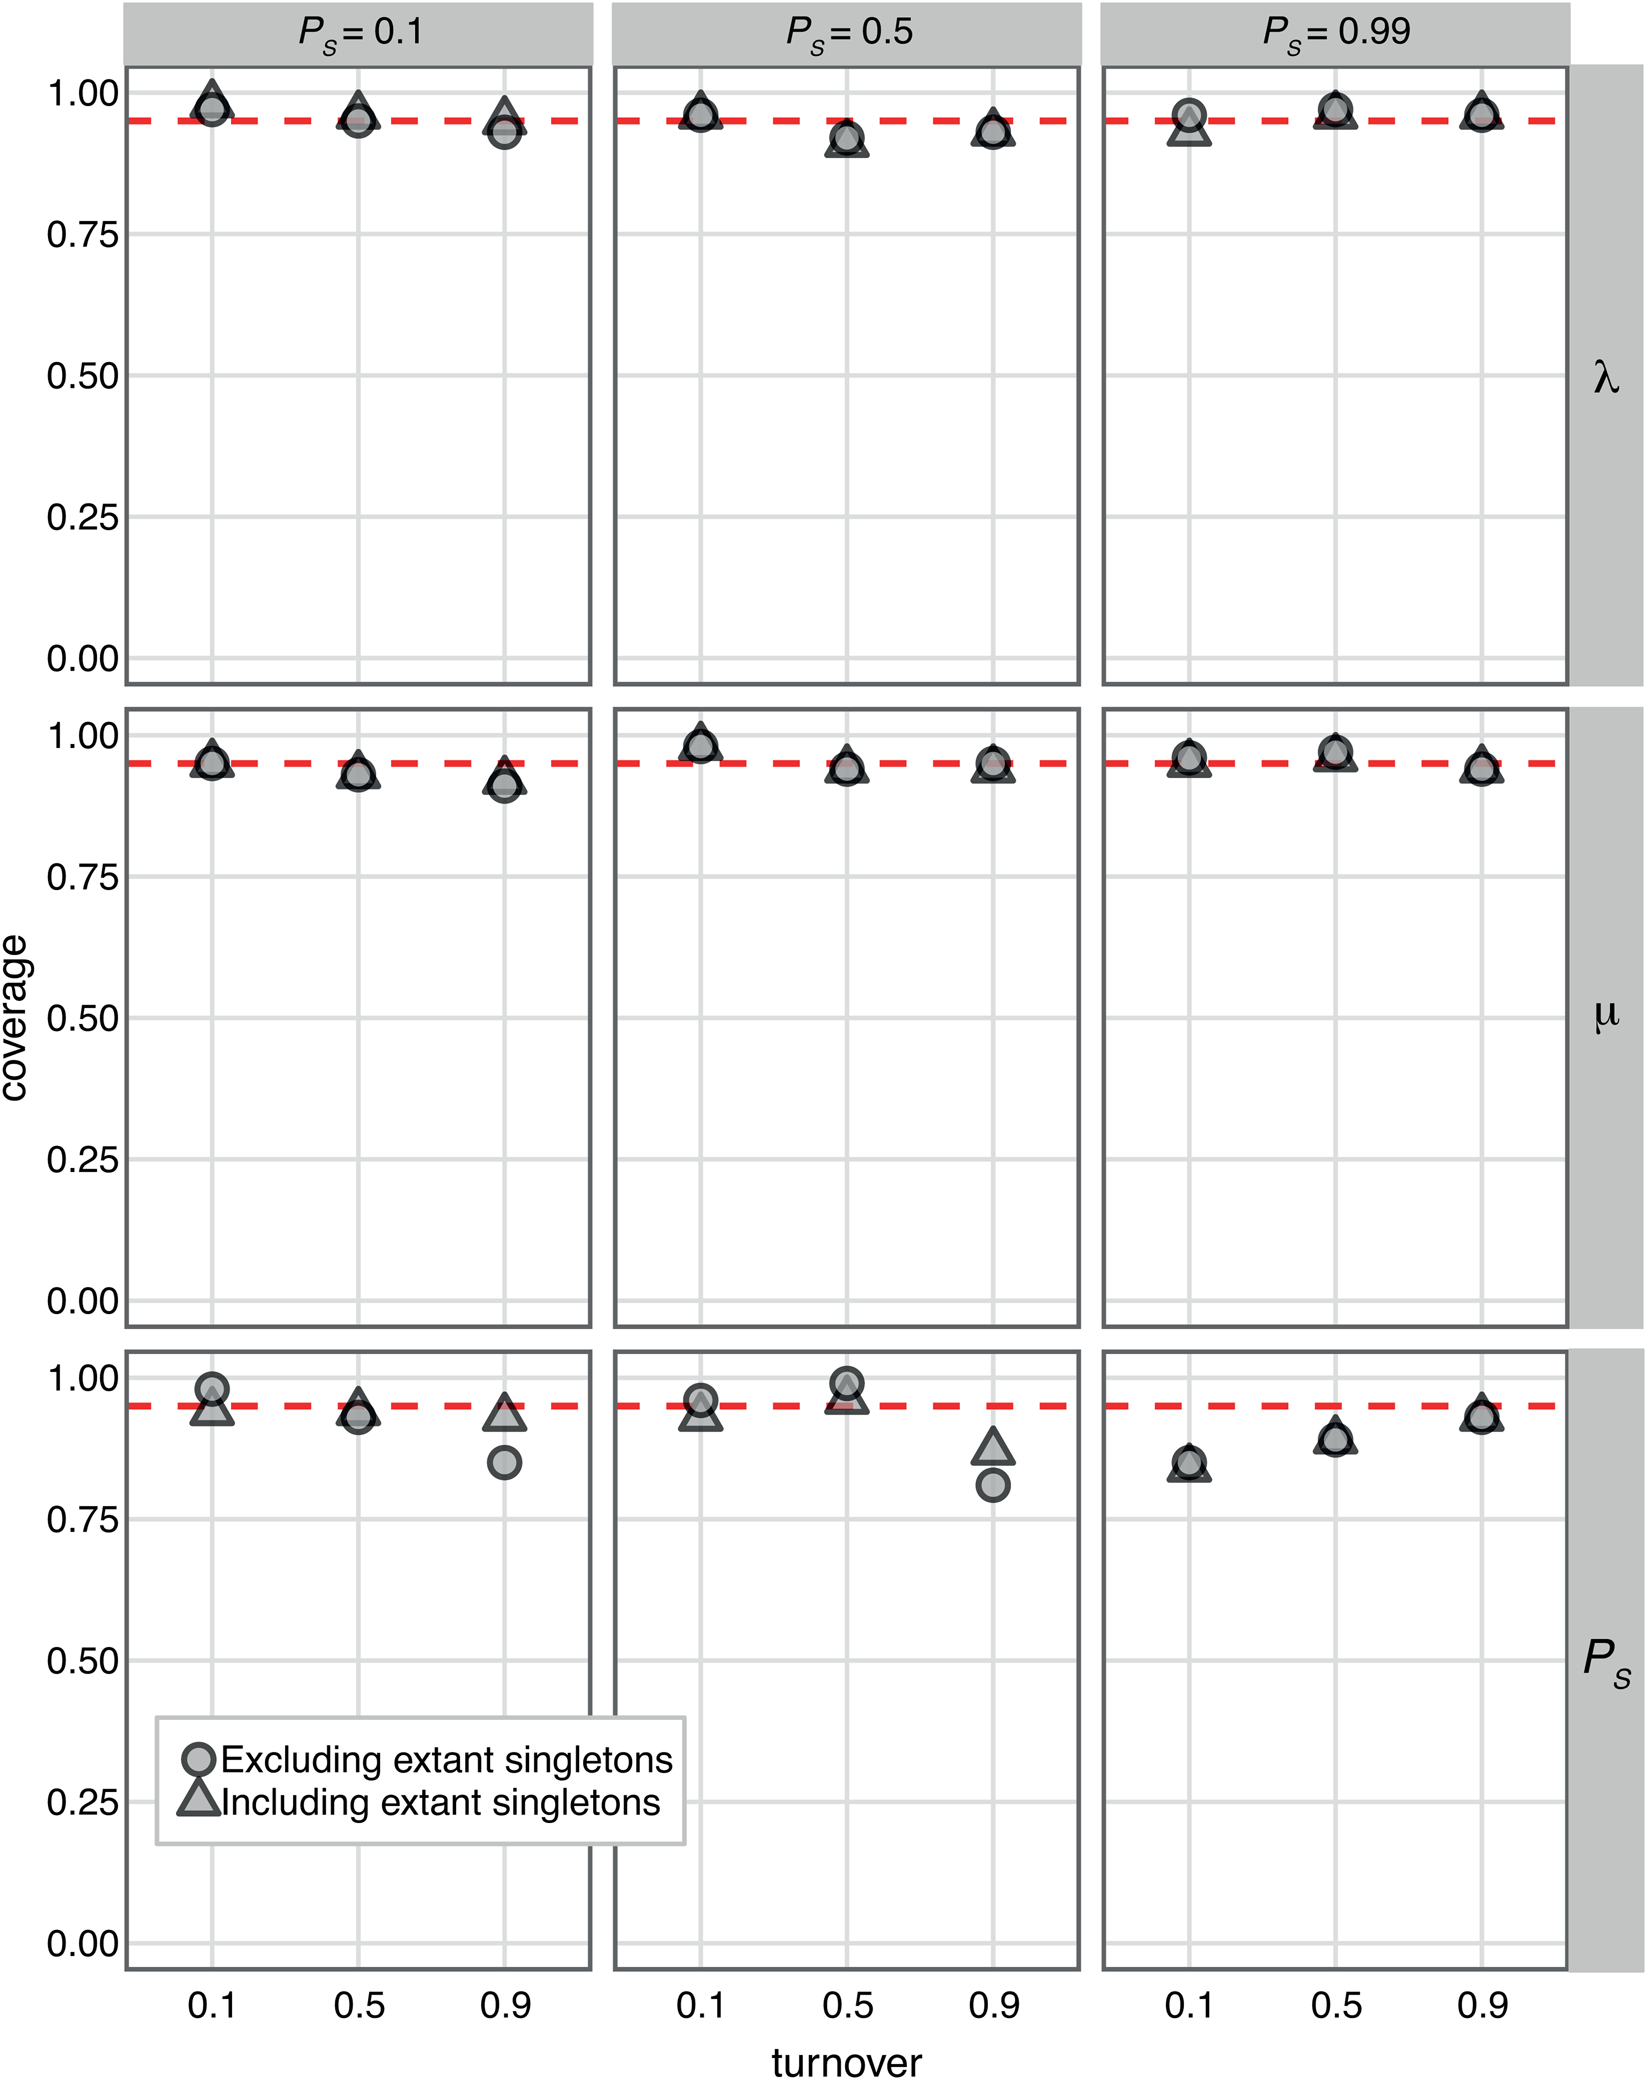 P_S = 0.1
P_S = 0.5
P_S = 0.99
1.00
0.75
0.50
0.25
0.00
λ
1.00
0.75
0.50
0.25
0.00
μ
coverage
1.00
0.75
0.50
0.25
0.00
P_S
Excluding extant singletons
Including extant singletons
0.1 0.5 0.9 0.1 0.5 0.9 0.1 0.5 0.9
turnover